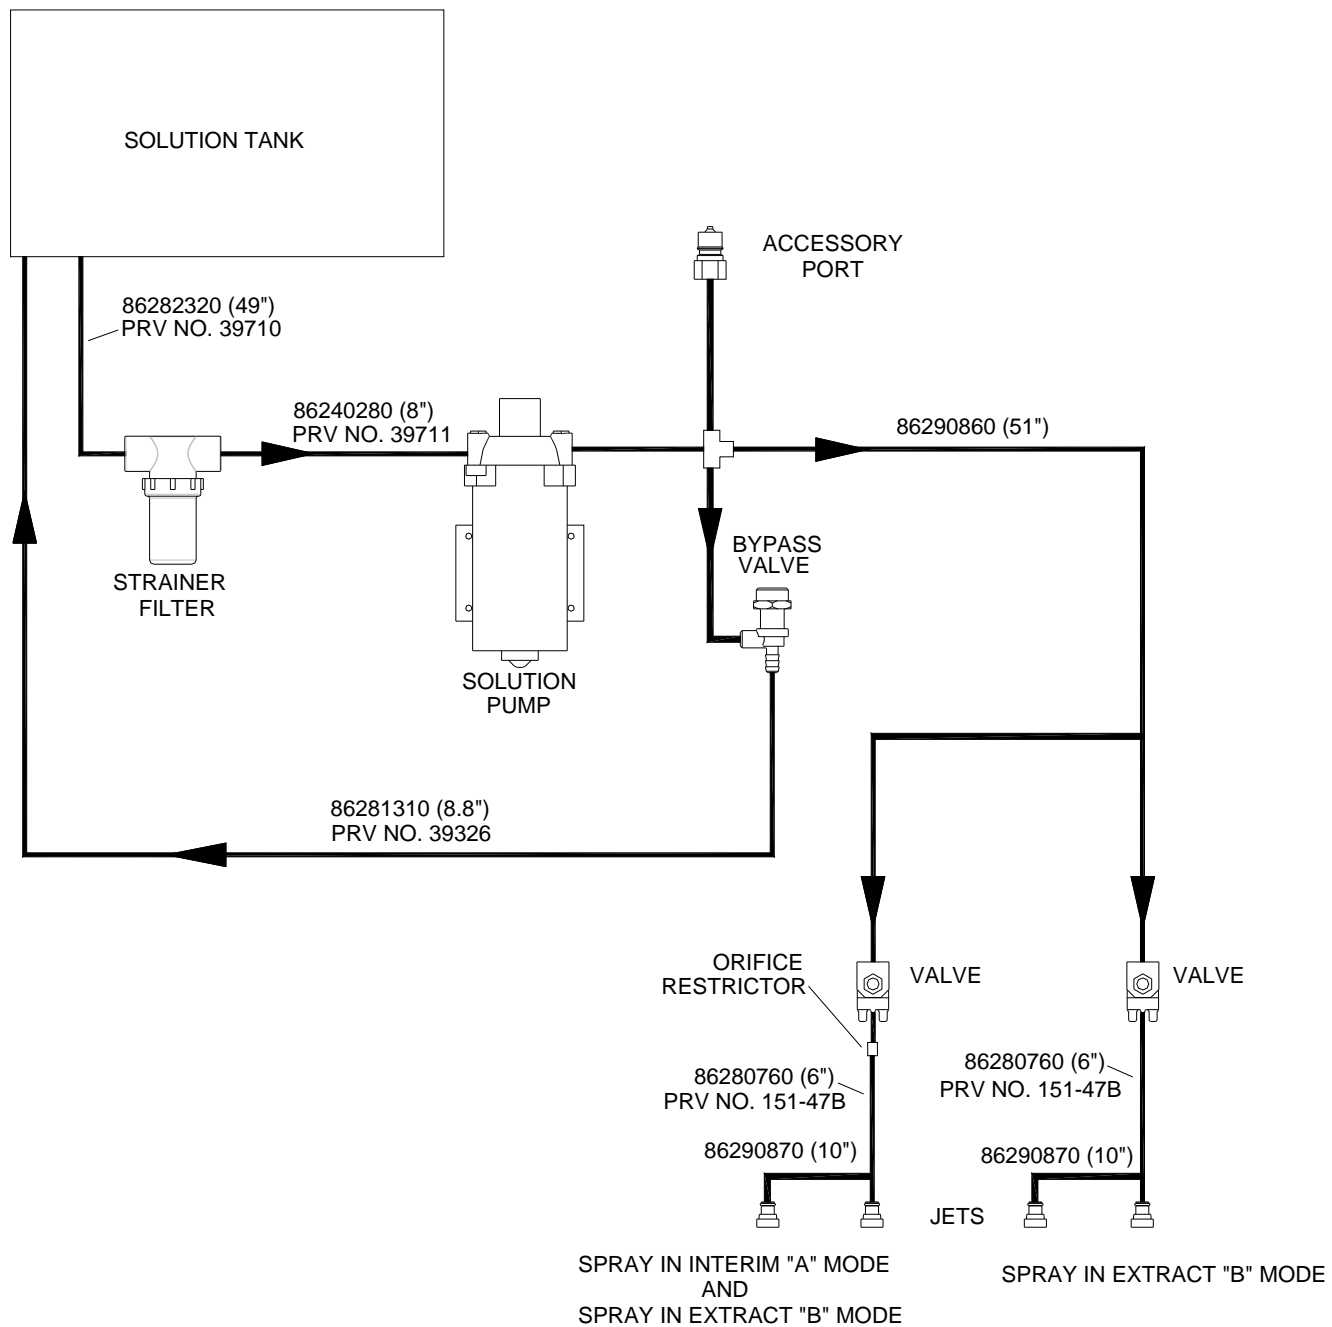 SOLUTION TANK
ACCESSORY
PORT
86282320 (49")
PRV NO. 39710
86240280 (8")
PRV NO. 39711
86290860 (51")
STRAINER
FILTER
BYPASS
VALVE
SOLUTION
PUMP
86281310 (8.8")
PRV NO. 39326
ORIFICE
RESTRICTOR
VALVE
VALVE
86280760 (6")
PRV NO. 151-47B
86280760 (6")
PRV NO. 151-47B
86290870 (10")
86290870 (10")
JETS
SPRAY IN INTERIM "A" MODE
AND
SPRAY IN EXTRACT "B" MODE
SPRAY IN EXTRACT "B" MODE